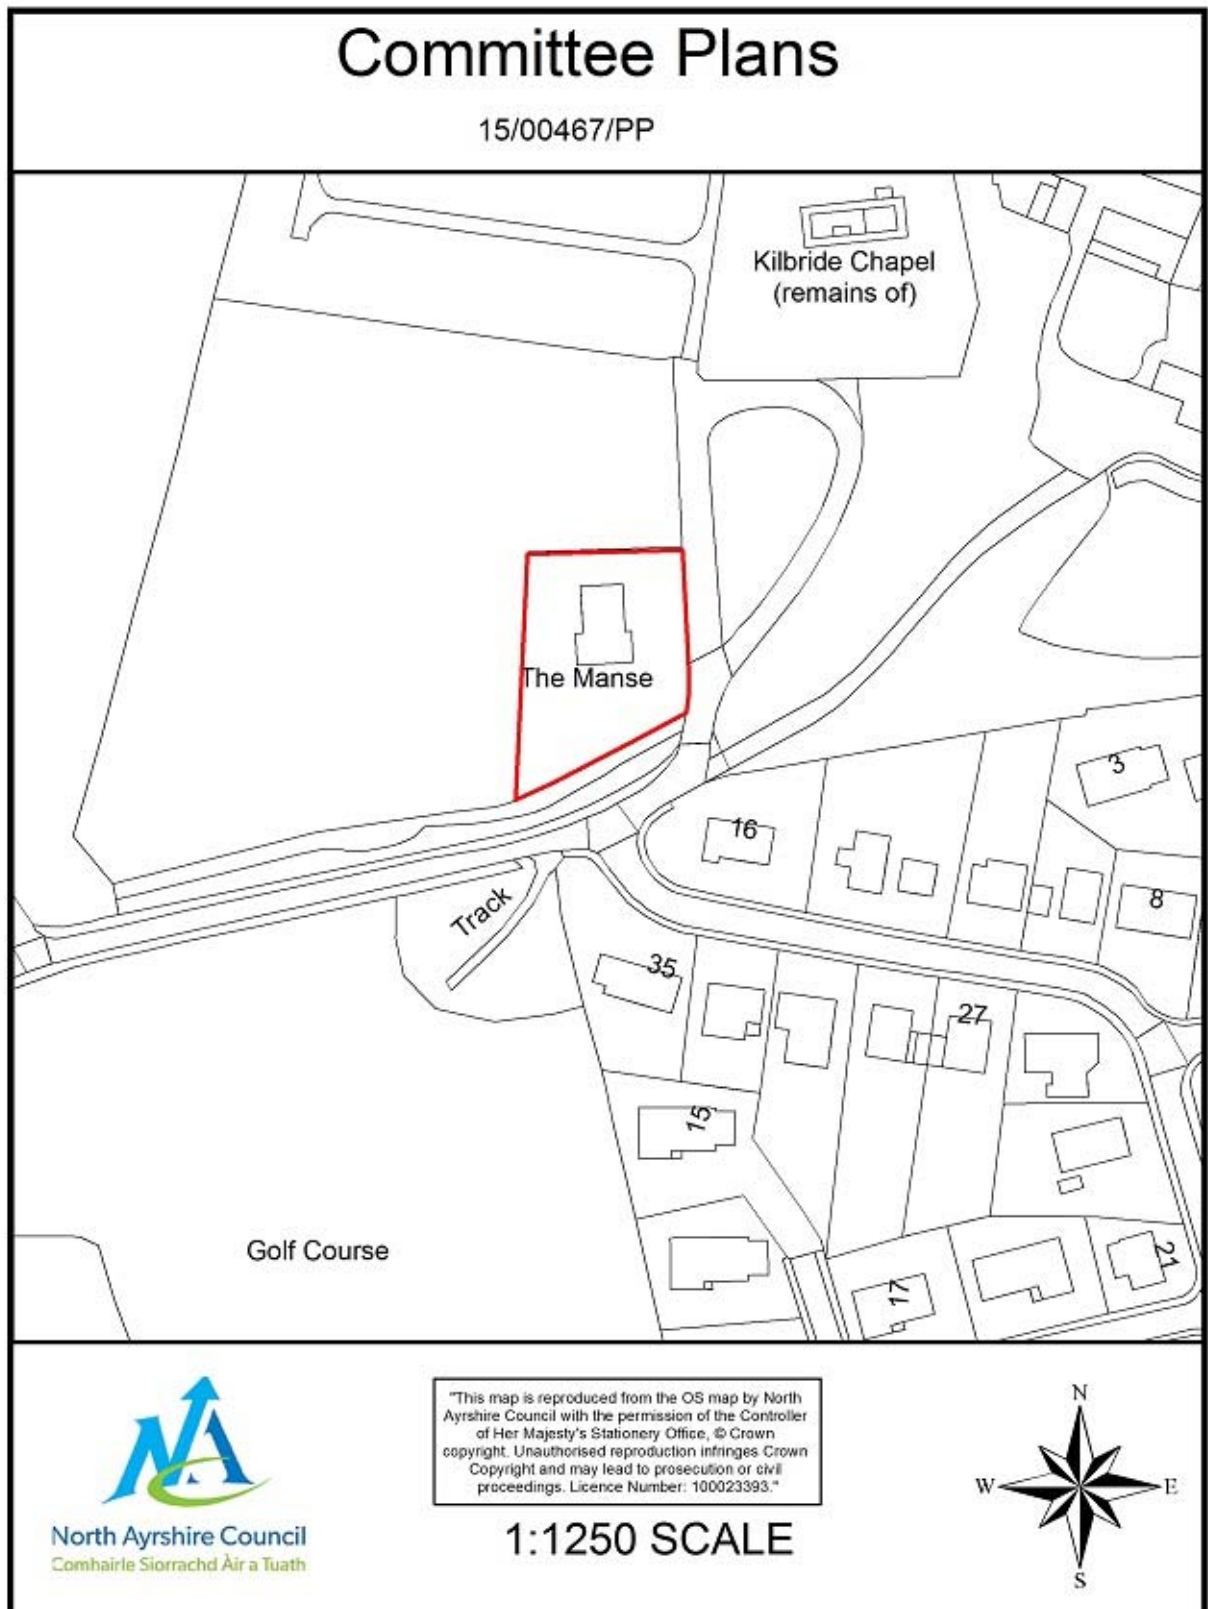 Committee Plans
15/00467/PP
Kilbride Chapel
(remains of)
The Manse
3
16
8
Track
35
27
15
Golf Course
21
17
North Ayrshire Council
Comhairle Siorrachd Àir a Tuath
"This map is reproduced from the OS map by North
Ayrshire Council with the permission of the Controller
of Her Majesty's Stationery Office, © Crown
copyright. Unauthorised reproduction infringes Crown
Copyright and may lead to prosecution or civil
proceedings. Licence Number: 100023393."
1:1250 SCALE
N
W
E
S